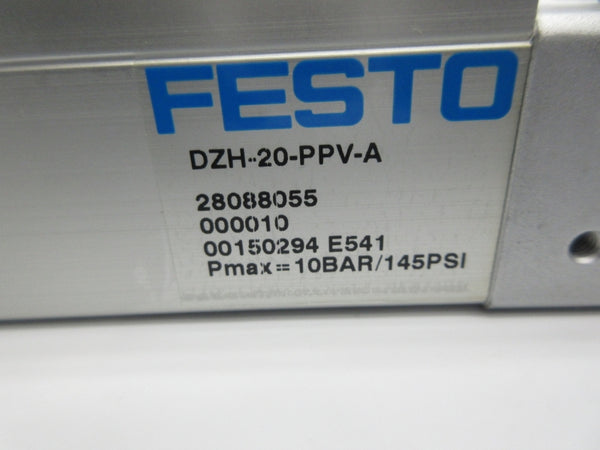 FESTO
DZH-20-PPV-A
28088055
000010
00150294 E541
Pmax=10BAR/145PSI